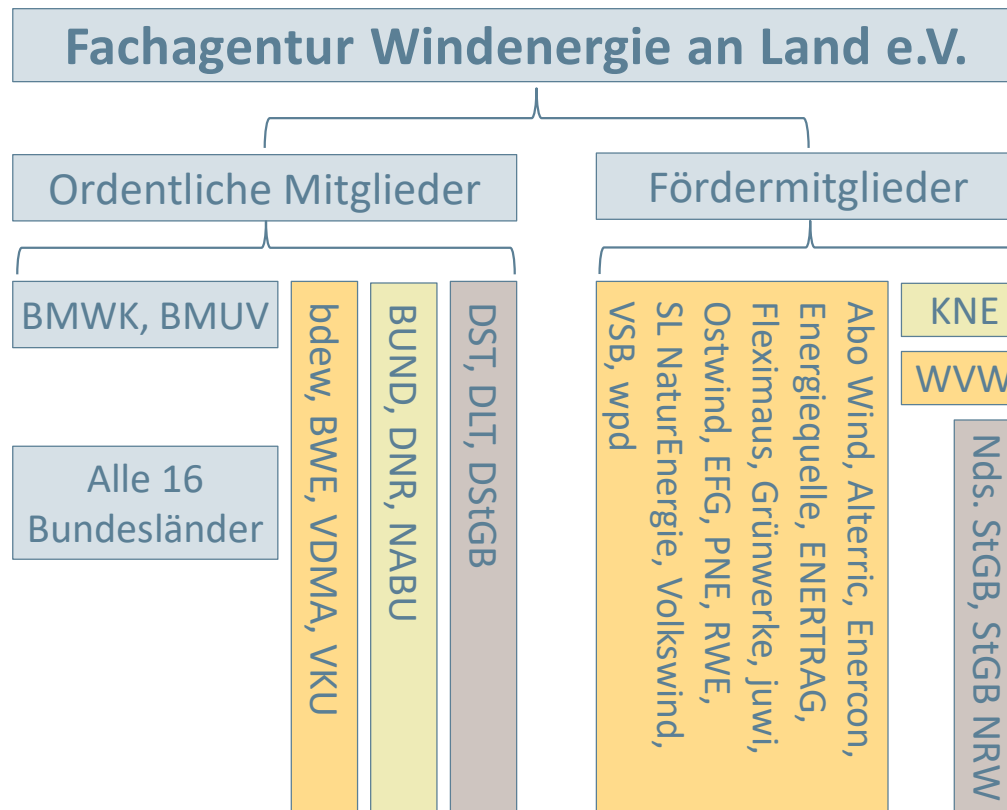 Fachagentur Windenergie an Land e.V.
Ordentliche Mitglieder
Fördermitglieder
BMWK, BMUV
Alle 16
Bundesländer
bdew, BWE, VDMA, VKU
BUND, DNR, NABU
DST, DLT, DStGB
Abo Wind, Alterric, Enercon,
Energiequelle, ENERTRAG,
Fleximaus, Grünwerke, juwi,
Ostwind, EFG, PNE, RWE,
SL NaturEnergie, Volkswind,
VSB, wpd
KNE
WVW
Nds. StGB, StGB NRW